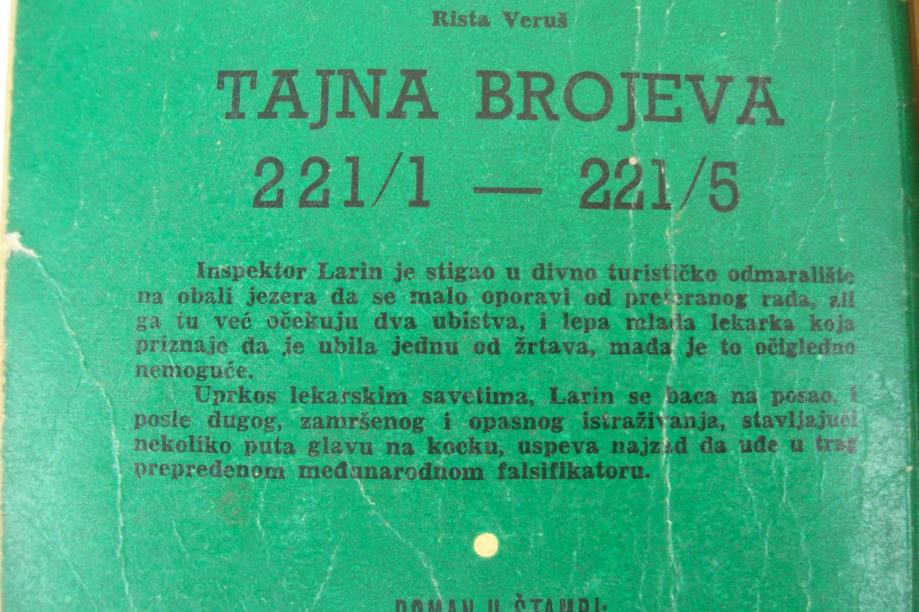 Rista Veruš
TAJNA BROJEVA
221/1 — 221/5
Inspektor Larin je stigao u divno turističko odmaralište
na obali jezera da se malo oporavi od preteranog rada, ali
ga tu već očekuju dva ubistva, i lepa mlada lekarka koja
priznaje da je ubila jednu od žrtava, mada je to očigledno
nemoguće.
Uprkos lekarskim savetima, Larin se baca na posao, i
posle dugog, zamršenog i opasnog istraživanja, stavljajući
nekoliko puta glavu na kocku, uspeva najzad da uđe u trag
prepredenom međunarodnom falsifikatoru.
ROMAN U ŠTAMPI: